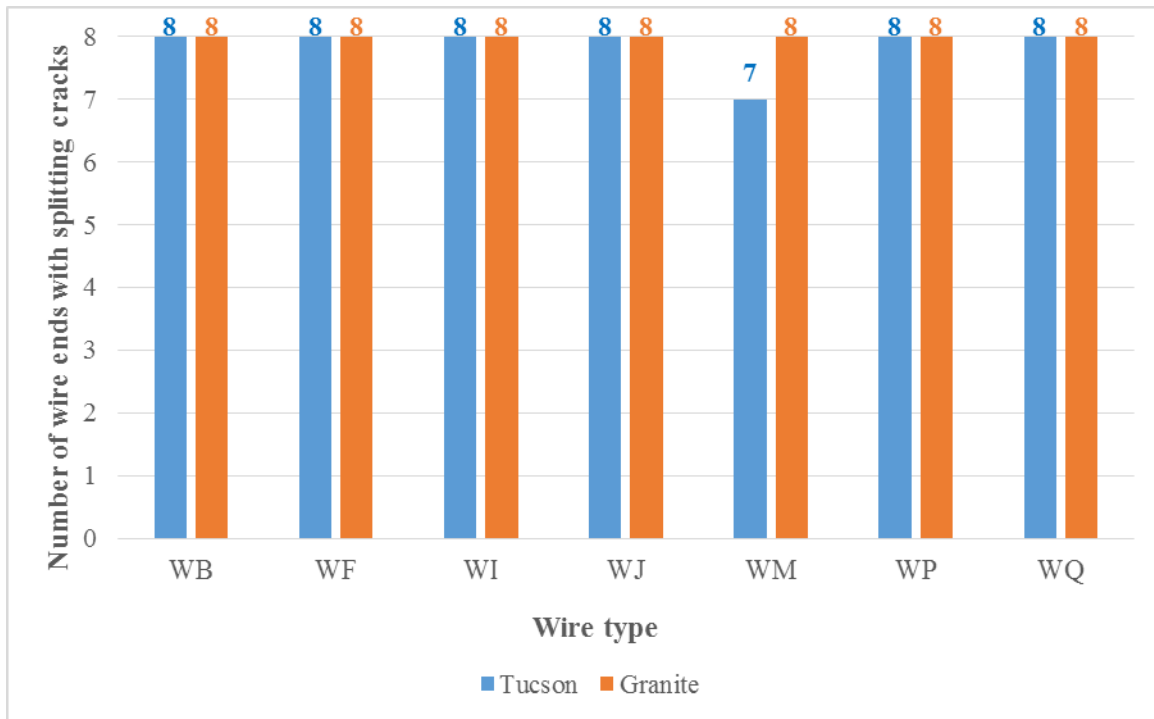 Number of wire ends with splitting cracks
8 8 8 8 8 8 8 8 7 8 8 8 8 8
8
7
6
5
4
3
2
1
0
WB WF WI WJ WM WP WQ
Wire type
Tucson Granite